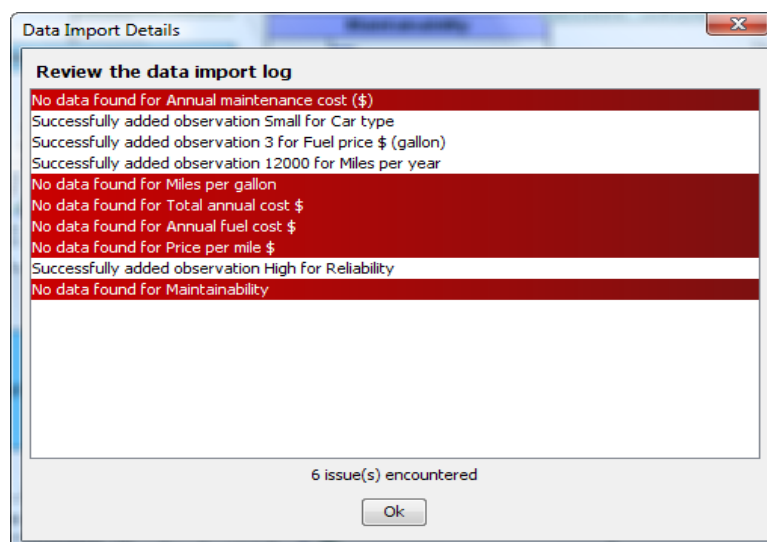 Data Import Details
Review the data import log
No data found for Annual maintenance cost ($)
Successfully added observation Small for Car type
Successfully added observation 3 for Fuel price $ (gallon)
Successfully added observation 12000 for Miles per year
No data found for Miles per gallon
No data found for Total annual cost $
No data found for Annual fuel cost $
No data found for Price per mile $
Successfully added observation High for Reliability
No data found for Maintainability
6 issue(s) encountered
Ok